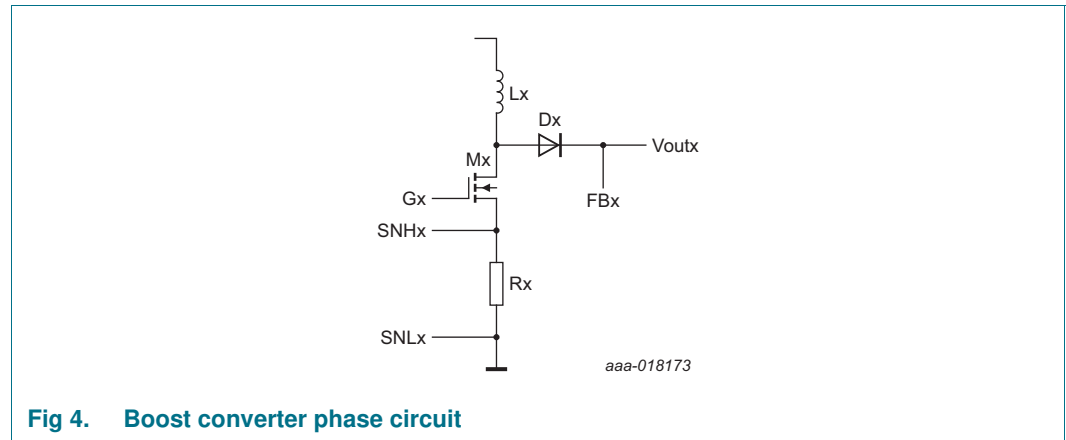 Lx
Dx
Voutx
Mx
Gx
FBx
SNHx
Rx
SNLx
aaa-018173
Fig 4. Boost converter phase circuit